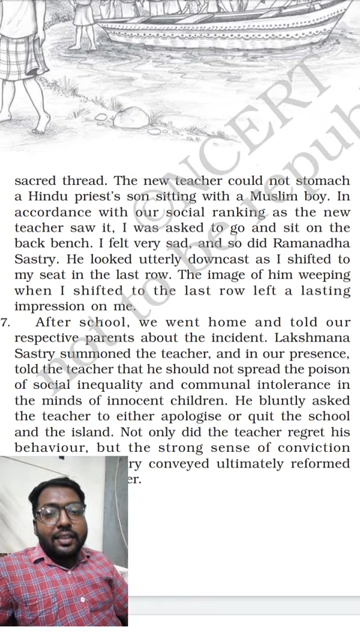 sacred thread. The new teacher could not stomach
a Hindu priest's son sitting with a Muslim boy. In
accordance with our social ranking as the new
teacher saw it, I was asked to go and sit on the
back bench. I felt very sad, and so did Ramanadha
Sastry. He looked utterly downcast as I shifted to
my seat in the last row. The image of him weeping
when I shifted to the last row left a lasting
impression on me.
7. After school, we went home and told our
respective parents about the incident. Lakshmana
Sastry summoned the teacher, and in our presence,
told the teacher that he should not spread the poison
of social inequality and communal intolerance in
the minds of innocent children. He bluntly asked
the teacher to either apologise or quit the school
and the island. Not only did the teacher regret his
behaviour, but the strong sense of conviction
ry conveyed ultimately reformed
er.
©NCERT
not to be republ